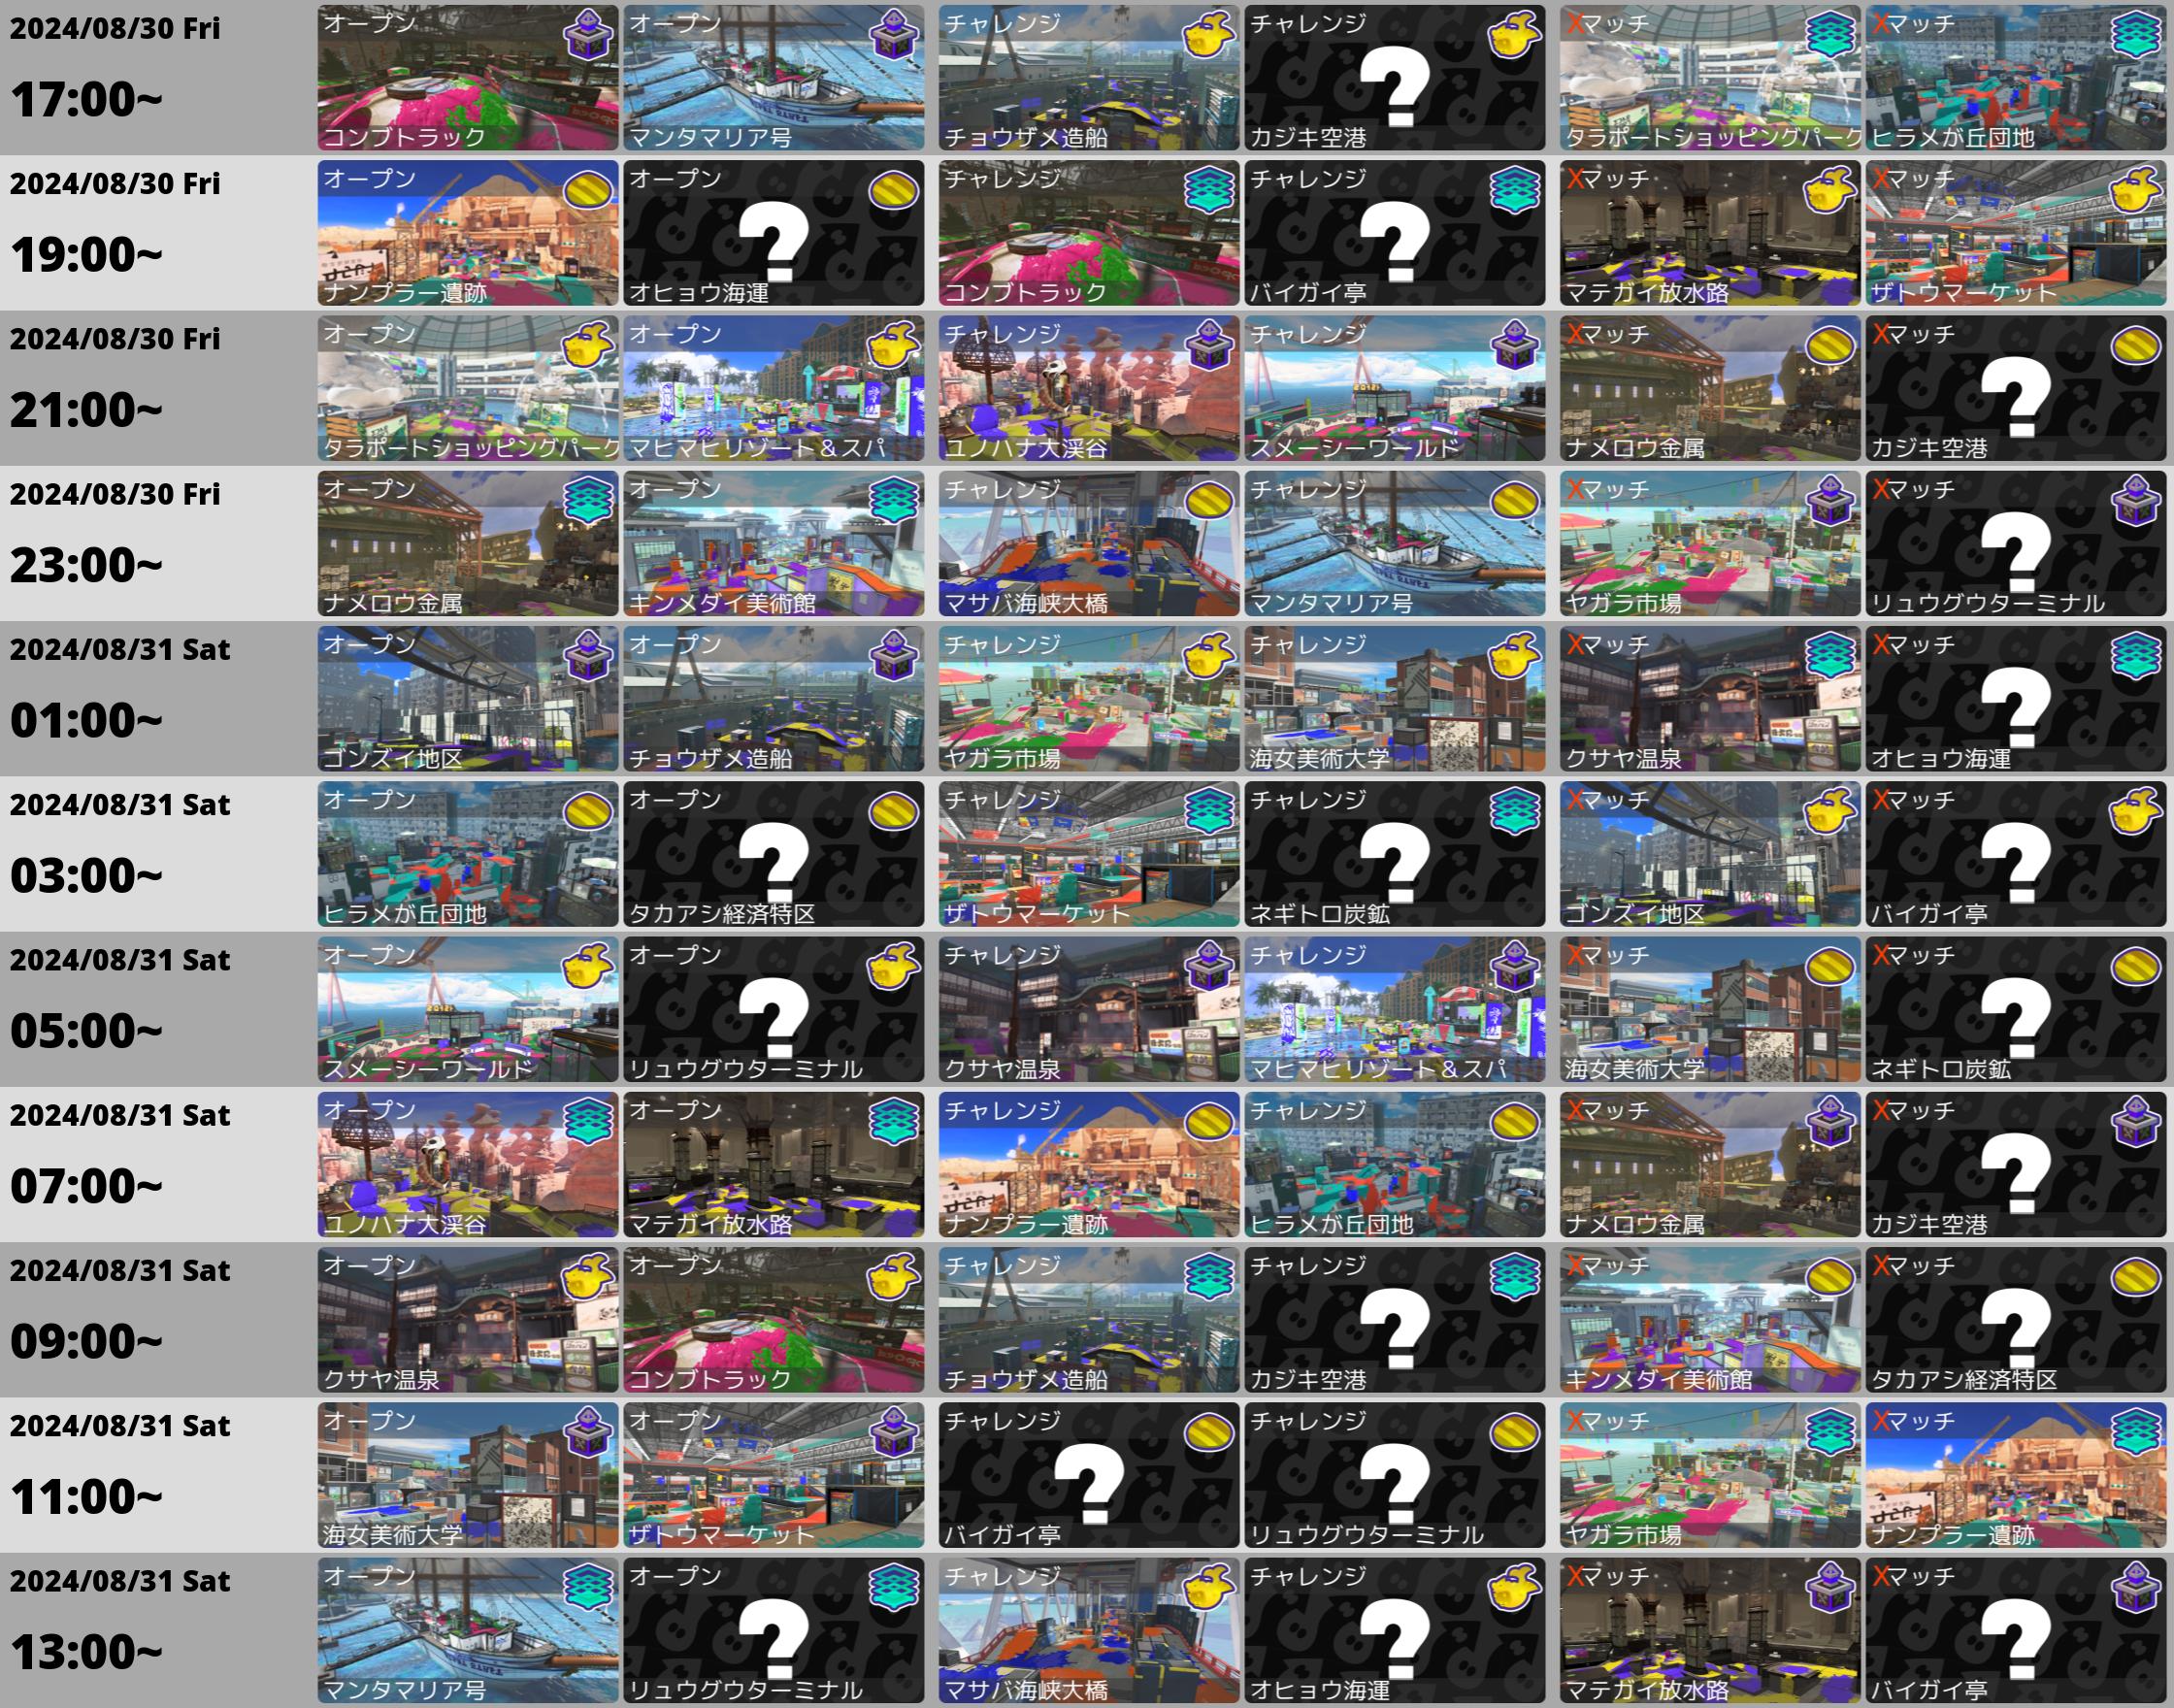 2024/08/30 Fri
17:00~
オープン
コンブトラック
オープン
マンタマリア号
チャレンジ
チョウザメ造船
チャレンジ
カジキ空港
Xマッチ
タラポートショッピングパーク
Xマッチ
ヒラメが丘団地
2024/08/30 Fri
19:00~
オープン
ナンプラー遺跡
オープン
オヒョウ海運
チャレンジ
コンブトラック
チャレンジ
バイガイ亭
Xマッチ
マテガイ放水路
Xマッチ
ザトウマーケット
2024/08/30 Fri
21:00~
オープン
タラポートショッピングパーク
オープン
マヒマヒリゾート＆スパ
チャレンジ
ユノハナ大渓谷
チャレンジ
スメーシーワールド
Xマッチ
ナメロウ金属
Xマッチ
カジキ空港
2024/08/30 Fri
23:00~
オープン
ナメロウ金属
オープン
キンメダイ美術館
チャレンジ
マサバ海峡大橋
チャレンジ
マンタマリア号
Xマッチ
ヤガラ市場
Xマッチ
リュウグウターミナル
2024/08/31 Sat
01:00~
オープン
ゴンズイ地区
オープン
チョウザメ造船
チャレンジ
ヤガラ市場
チャレンジ
海女美術大学
Xマッチ
クサヤ温泉
Xマッチ
オヒョウ海運
2024/08/31 Sat
03:00~
オープン
ヒラメが丘団地
オープン
タカアシ経済特区
チャレンジ
ザトウマーケット
チャレンジ
ネギトロ炭鉱
Xマッチ
ゴンズイ地区
Xマッチ
バイガイ亭
2024/08/31 Sat
05:00~
オープン
スメーシーワールド
オープン
リュウグウターミナル
チャレンジ
クサヤ温泉
チャレンジ
マヒマヒリゾート＆スパ
Xマッチ
海女美術大学
Xマッチ
ネギトロ炭鉱
2024/08/31 Sat
07:00~
オープン
ユノハナ大渓谷
オープン
マテガイ放水路
チャレンジ
ナンプラー遺跡
チャレンジ
ヒラメが丘団地
Xマッチ
ナメロウ金属
Xマッチ
カジキ空港
2024/08/31 Sat
09:00~
オープン
クサヤ温泉
オープン
コンブトラック
チャレンジ
チョウザメ造船
チャレンジ
カジキ空港
Xマッチ
キンメダイ美術館
Xマッチ
タカアシ経済特区
2024/08/31 Sat
11:00~
オープン
海女美術大学
オープン
ザトウマーケット
チャレンジ
バイガイ亭
チャレンジ
リュウグウターミナル
Xマッチ
ヤガラ市場
Xマッチ
ナンプラー遺跡
2024/08/31 Sat
13:00~
オープン
マンタマリア号
オープン
リュウグウターミナル
チャレンジ
マサバ海峡大橋
チャレンジ
オヒョウ海運
Xマッチ
マテガイ放水路
Xマッチ
バイガイ亭